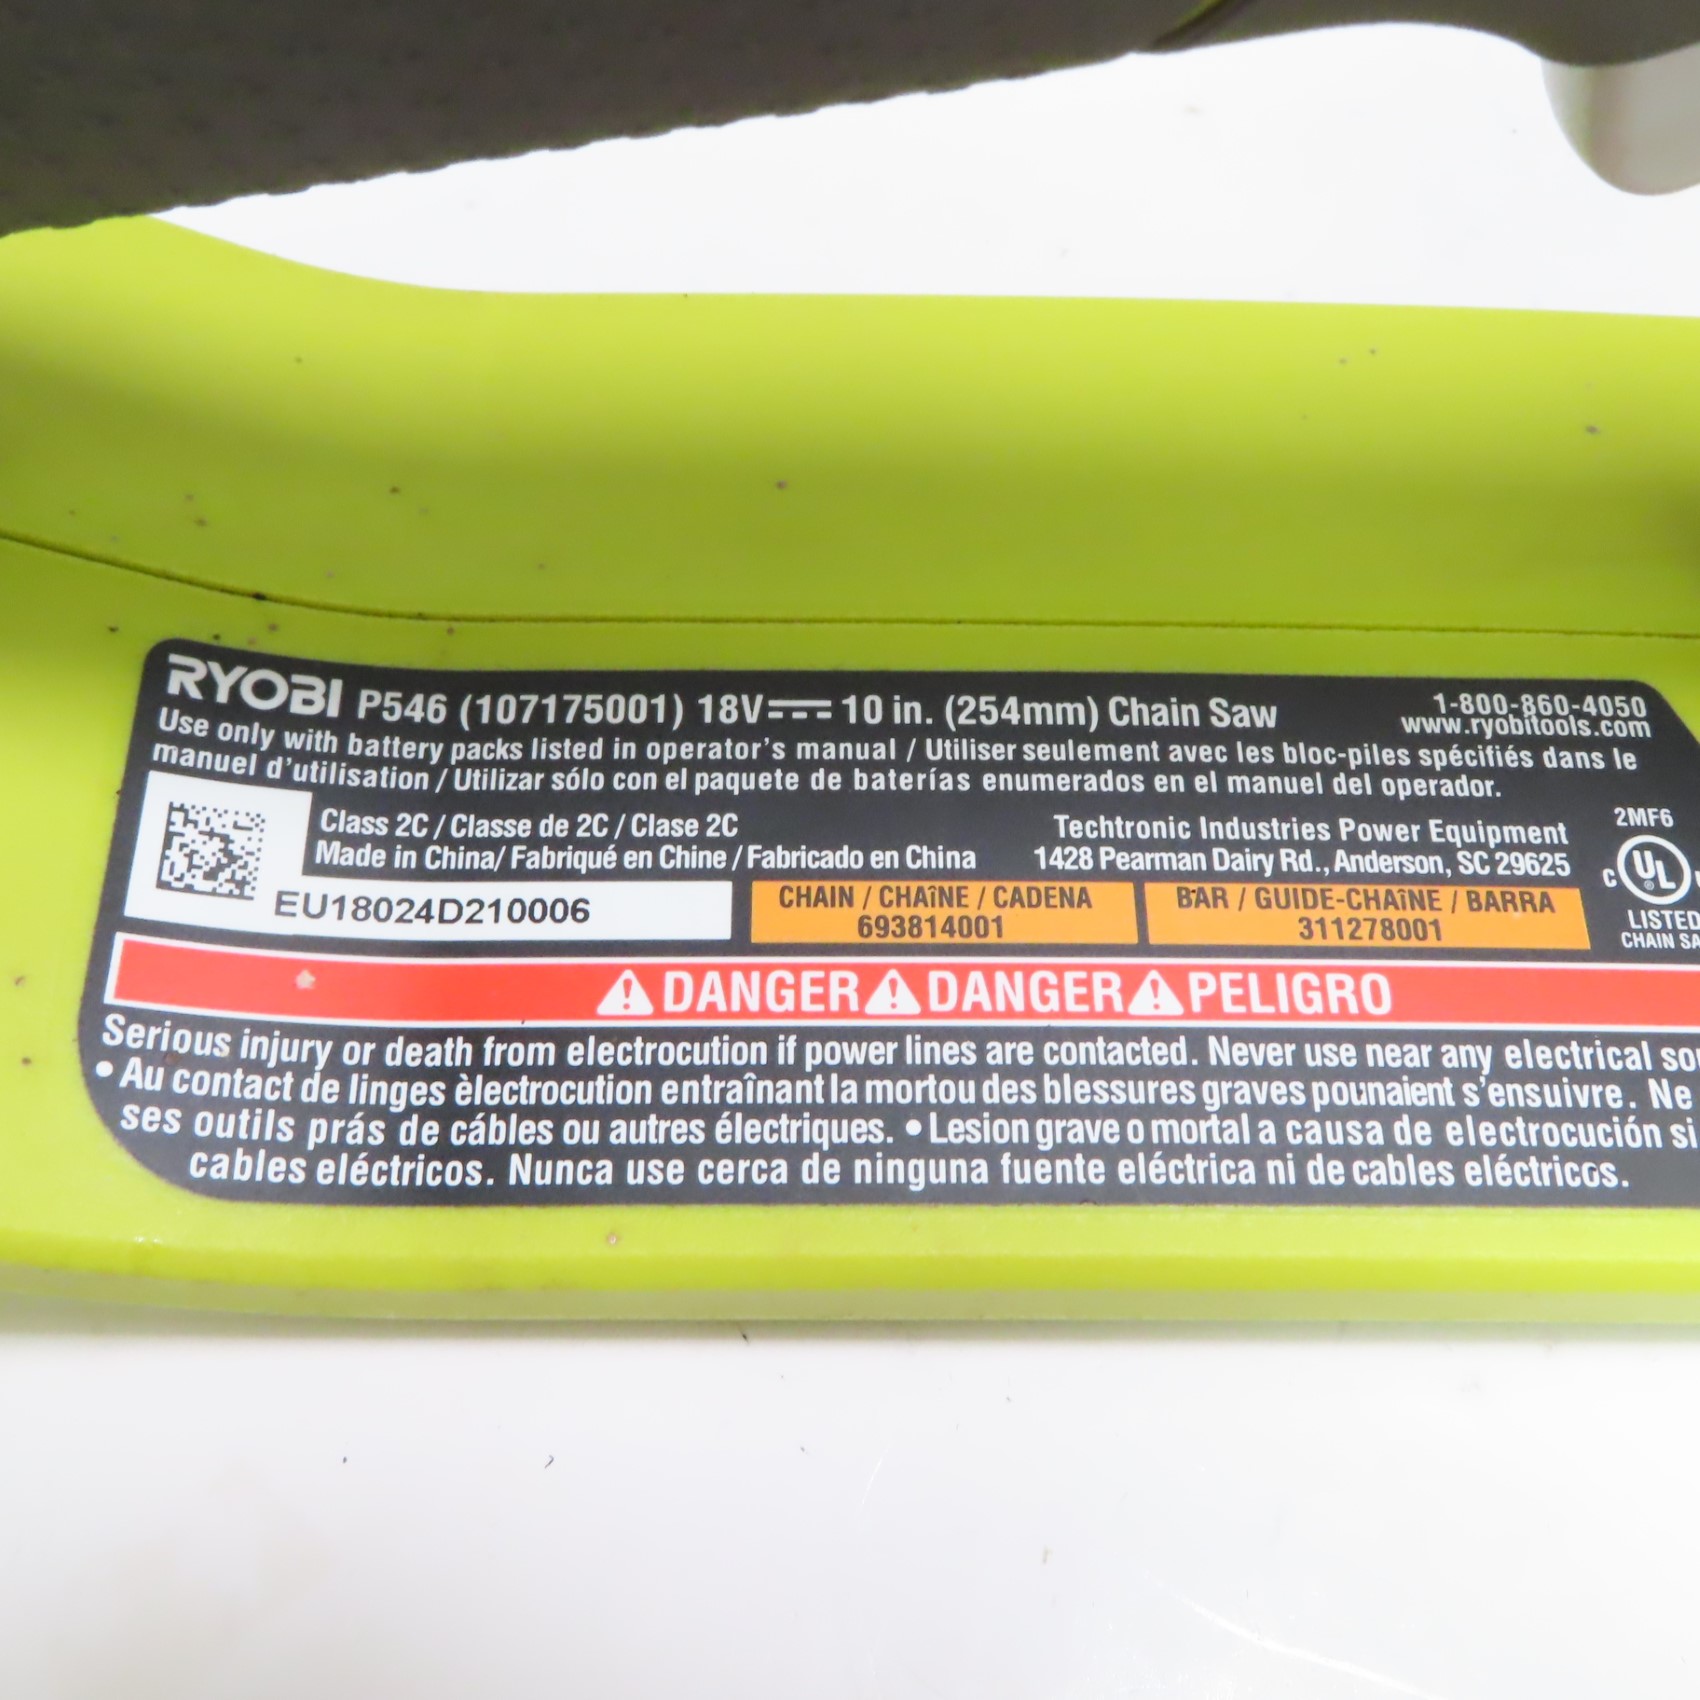 RYOBI P546 (107175001) 18V 10 in. (254mm) Chain Saw
1-800-860-4050
www.ryobitools.com
Use only with battery packs listed in operator's manual / Utiliser seulement avec les bloc-piles spécifiés dans le
manuel d'utilisation / Utilizar sólo con el paquete de baterías enumerados en el manuel del operador.
Class 2C / Classe de 2C / Clase 2C
Made in China/ Fabriqué en Chine / Fabricado en China
EU18024D210006
Techtronic Industries Power Equipment
1428 Pearman Dairy Rd., Anderson, SC 29625
CHAIN / CHAîNE / CADENA
693814001
BAR / GUIDE-CHAîNE / BARRA
311278001
2MF6
C UL
LISTED
CHAIN
DANGER DANGER PELIGRO
Serious injury or death from electrocution if power lines are contacted. Never use near any electrical
• Au contact de linges èlectrocution entraînant la mortou des blessures graves pounaient s'ensuivre. Ne
ses outils prás de cábles ou autres électriques. • Lesion grave o mortal a causa de electrocución si
cables eléctricos. Nunca use cerca de ninguna fuente eléctrica ni de cables eléctricos.